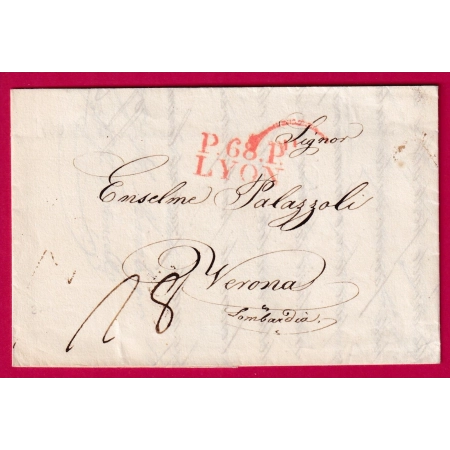 Signor
P.68.P.
LYON
Enselme Palazzoli
Verona
Lombardia.
18